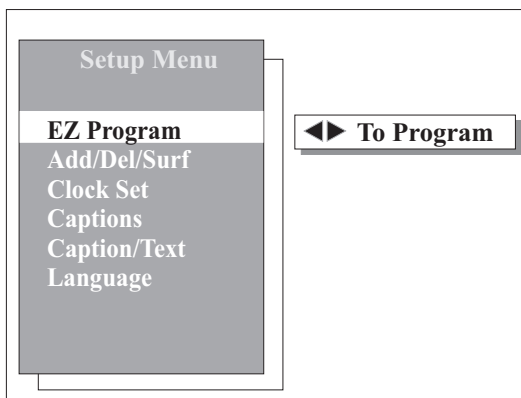 Setup Menu
EZ Program
◀▶ To Program
Add/Del/Surf
Clock Set
Captions
Caption/Text
Language